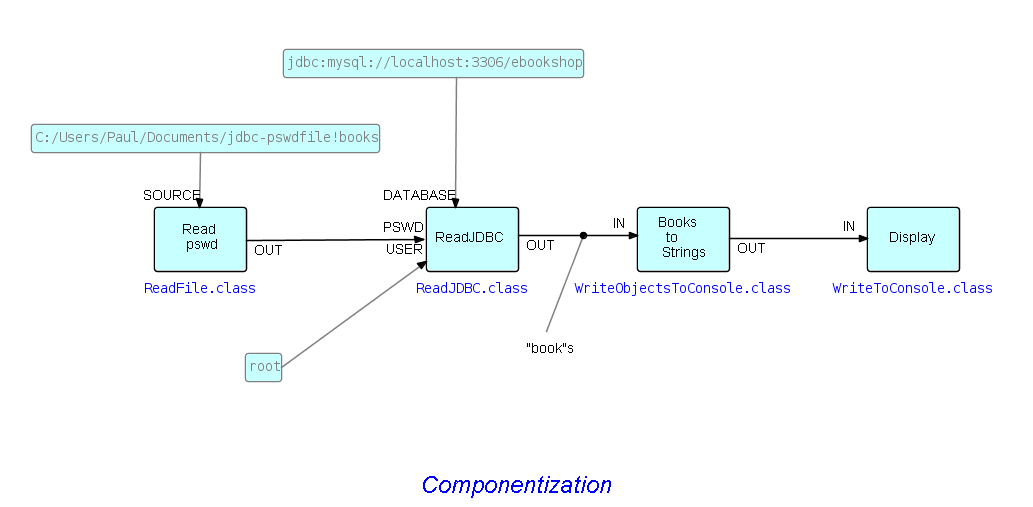 jdbc:mysql://localhost:3306/ebookshop
C:/Users/Paul/Documents/jdbc-pswdfile!books
SOURCE
DATABASE
Read
pswd
OUT
ReadFile.class
PSWD
USER
ReadJDBC
OUT
ReadJDBC.class
IN
Books
to
Strings
OUT
WriteObjectsToConsole.class
IN
Display
WriteToConsole.class
"book"s
root
Componentization